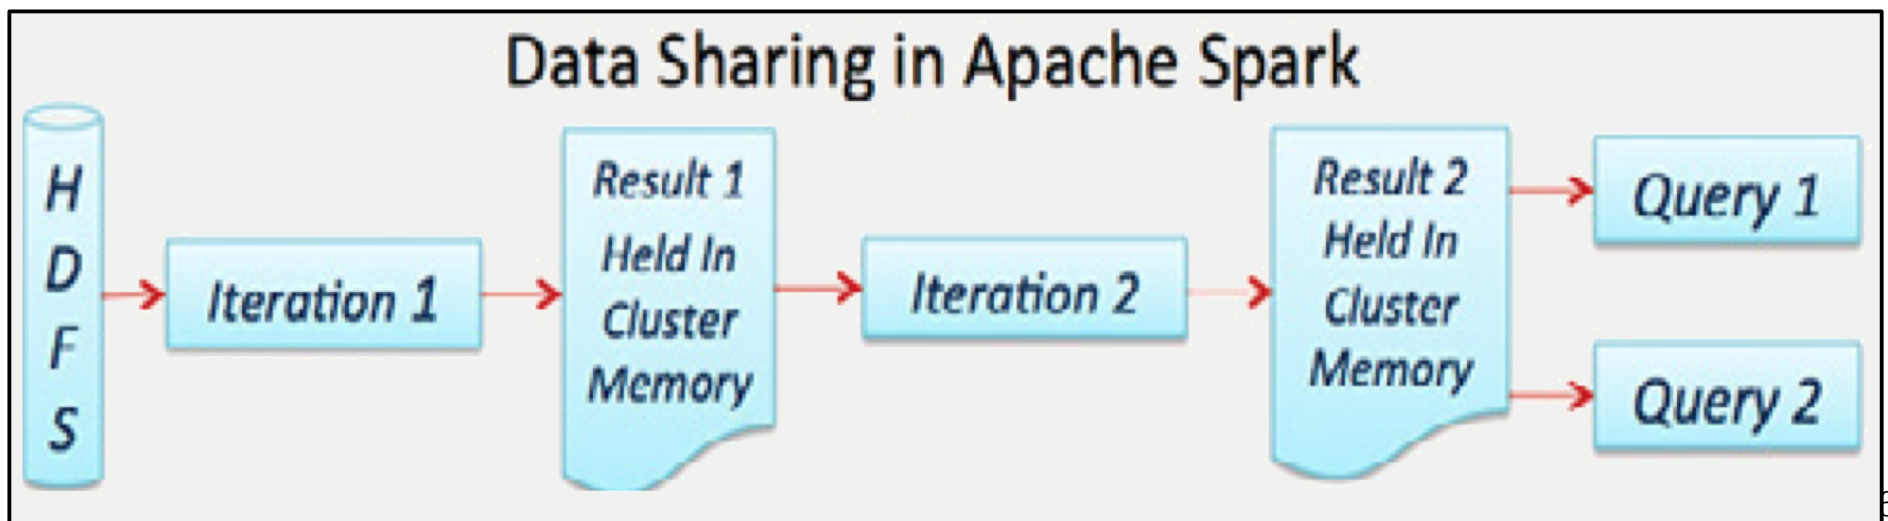 Data Sharing in Apache Spark
H
D
F
S
Iteration 1
Result 1
Held In
Cluster
Memory
Iteration 2
Result 2
Held In
Cluster
Memory
Query 1
Query 2